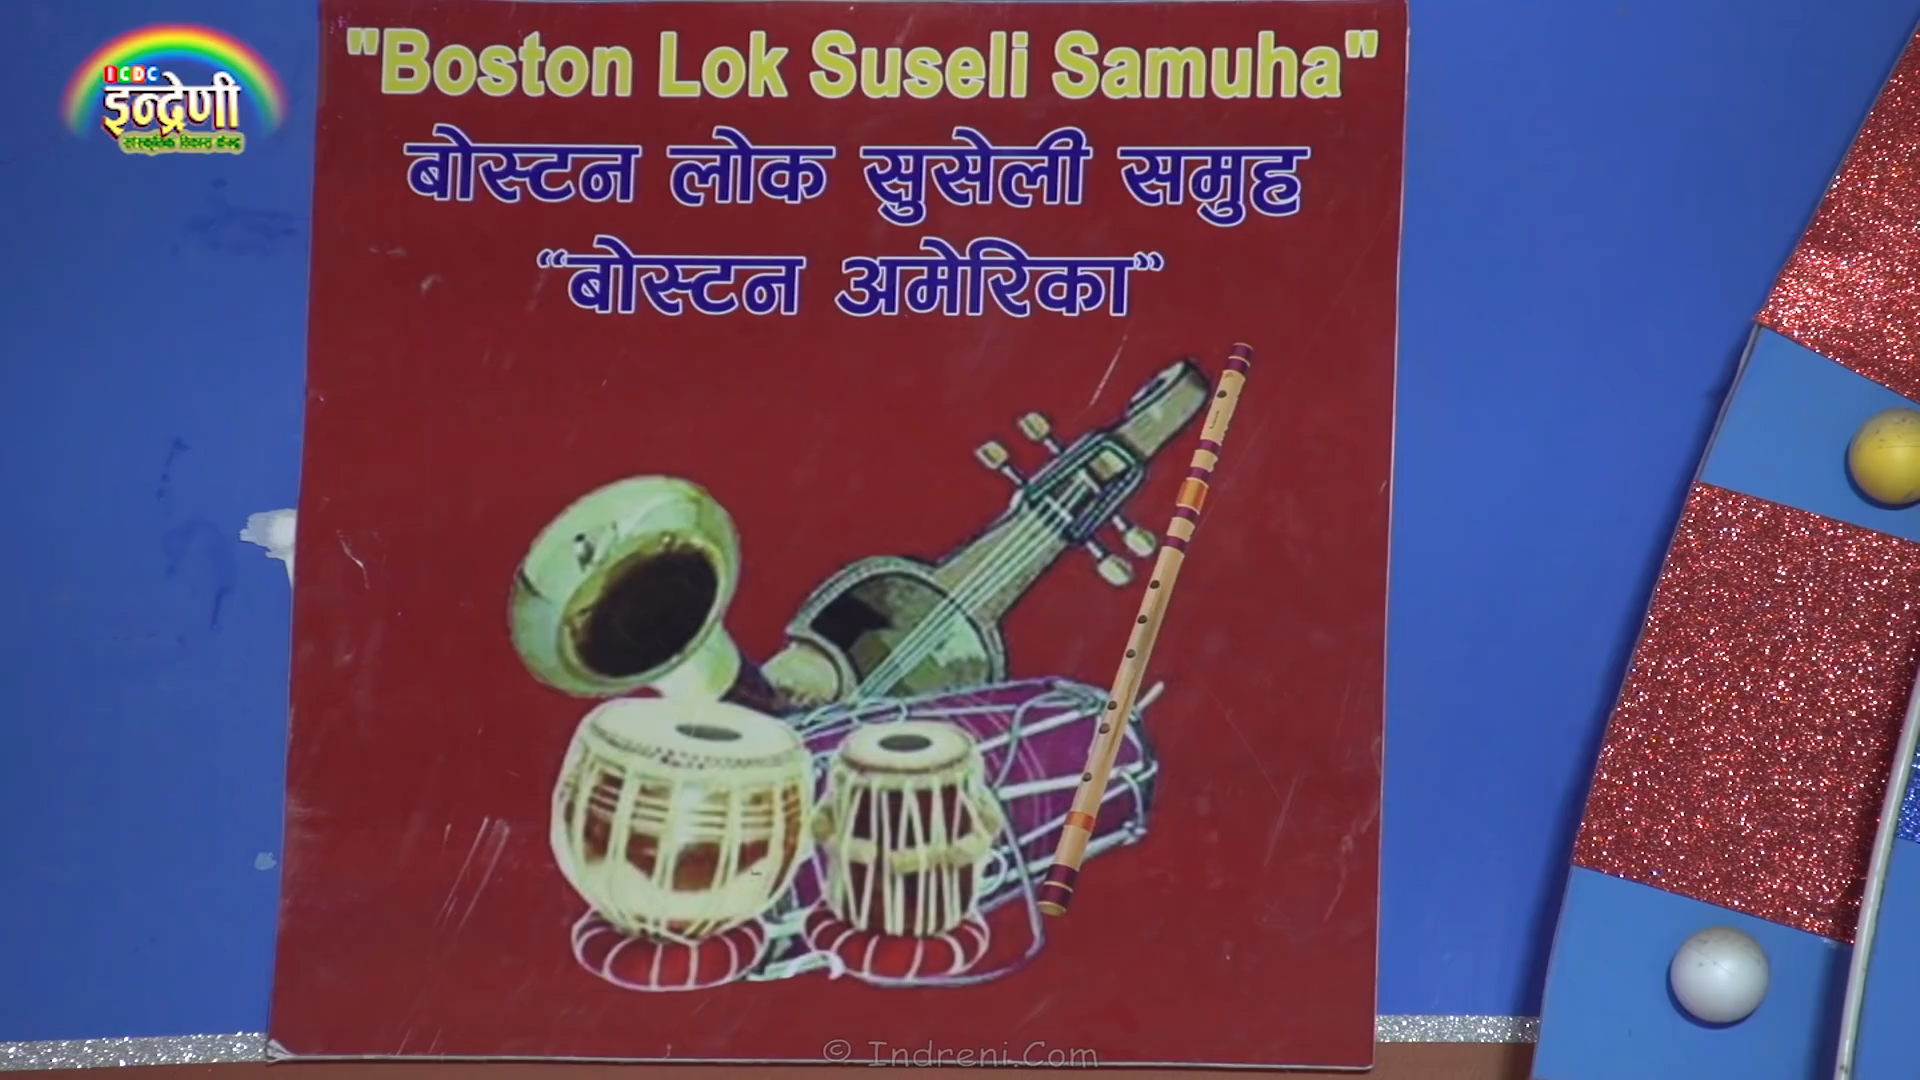 ICDC
इन्द्रेणी
सांस्कृतिक विकास केन्द्र
"Boston Lok Suseli Samuha"
बोस्टन लोक सुसेली समुह
“बोस्टन अमेरिका”
© Indreni.Com